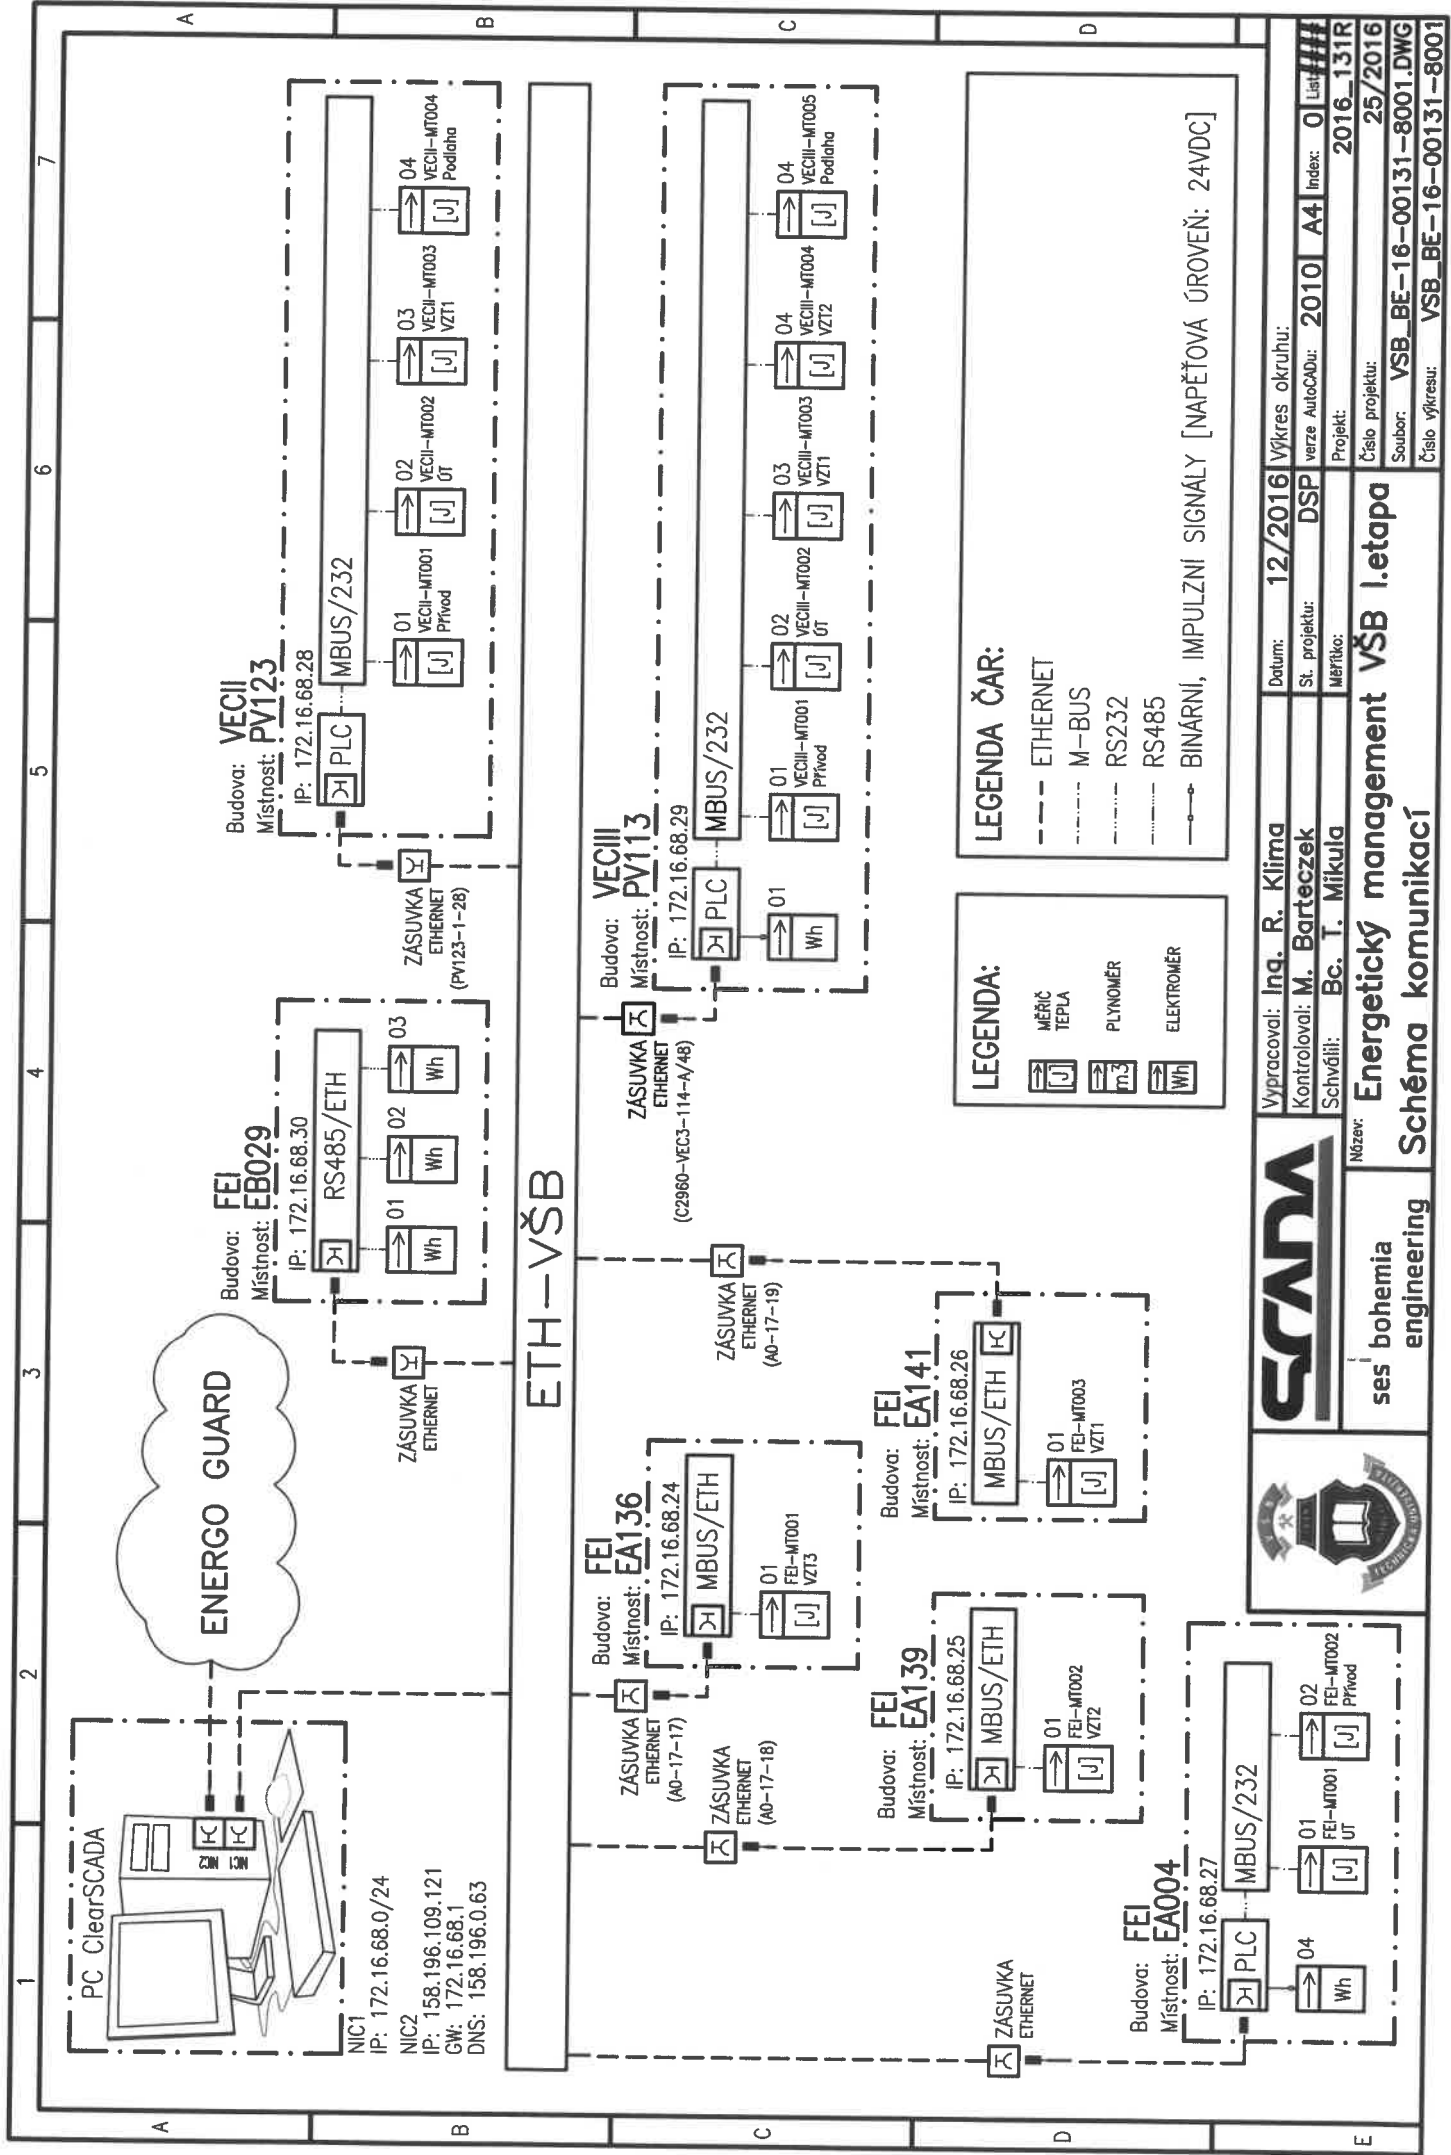 1 2 3 4 5 6 7
A
B
C
D
E
A
B
C
D
PC ClearSCADA
NIC2
NIC1
NIC1
IP: 172.16.68.0/24
NIC2
IP: 158.196.109.121
GW: 172.16.68.1
DNS: 158.196.0.63
ENERGO GUARD
Budova: FEI
Místnost: EB029
IP: 172.16.68.30
RS485/ETH
01 02 03
Wh Wh Wh
ZÁSUVKA
ETHERNET
Budova: VECII
Místnost: PV123
IP: 172.16.68.28
PLC
MBUS/232
01
VECII-MT001
Přívod
[J]
02
VECII-MT002
ÚT
[J]
03
VECII-MT003
VZT1
[J]
04
VECII-MT004
Podlaha
[J]
ZÁSUVKA
ETHERNET
(PV123-1-28)
ETH-VŠB
ZÁSUVKA
ETHERNET
(A0-17-17)
Budova: FEI
Místnost: EA136
IP: 172.16.68.24
MBUS/ETH
01
FEI-MT001
VZT3
[J]
ZÁSUVKA
ETHERNET
(A0-17-18)
Budova: FEI
Místnost: EA139
IP: 172.16.68.25
MBUS/ETH
01
FEI-MT002
VZT2
[J]
ZÁSUVKA
ETHERNET
(A0-17-19)
Budova: FEI
Místnost: EA141
IP: 172.16.68.26
MBUS/ETH
01
FEI-MT003
VZT1
[J]
ZÁSUVKA
ETHERNET
(C2960-VEC3-114-A/48)
Budova: VECIII
Místnost: PV113
IP: 172.16.68.29
PLC
MBUS/232
01
Wh
01
VECIII-MT001
Přívod
[J]
02
VECIII-MT002
ÚT
[J]
03
VECIII-MT003
VZT1
[J]
04
VECIII-MT004
VZT2
[J]
04
VECIII-MT005
Podlaha
[J]
ZÁSUVKA
ETHERNET
Budova: FEI
Místnost: EA004
IP: 172.16.68.27
PLC
MBUS/232
04
Wh
01
FEI-MT001
UT
[J]
02
FEI-MT002
Přívod
[J]
LEGENDA:
[J] MĚŘIČ
TEPLA
m3 PLYNOMĚR
Wh ELEKTROMĚR
LEGENDA ČAR:
ETHERNET
M-BUS
RS232
RS485
BINÁRNÍ, IMPULZNÍ SIGNÁLY [NAPĚŤOVÁ ÚROVEŇ: 24VDC]
ses bohemia
engineering
Vypracoval: Ing. R. Klima
Kontroloval: M. Barteczek
Schválil: Bc. T. Mikula
Datum: 12/2016
St. projektu: DSP
Měřítko:
Výkres okruhu:
verze AutoCADu: 2010 A4 Index: 0 List: ####
Projekt: 2016_131R
Číslo projektu: 25/2016
Soubor: VSB_BE-16-00131-8001.DWG
Číslo výkresu: VSB_BE-16-00131-8001
Název: Energetický management VŠB I.etapa
Schéma komunikací